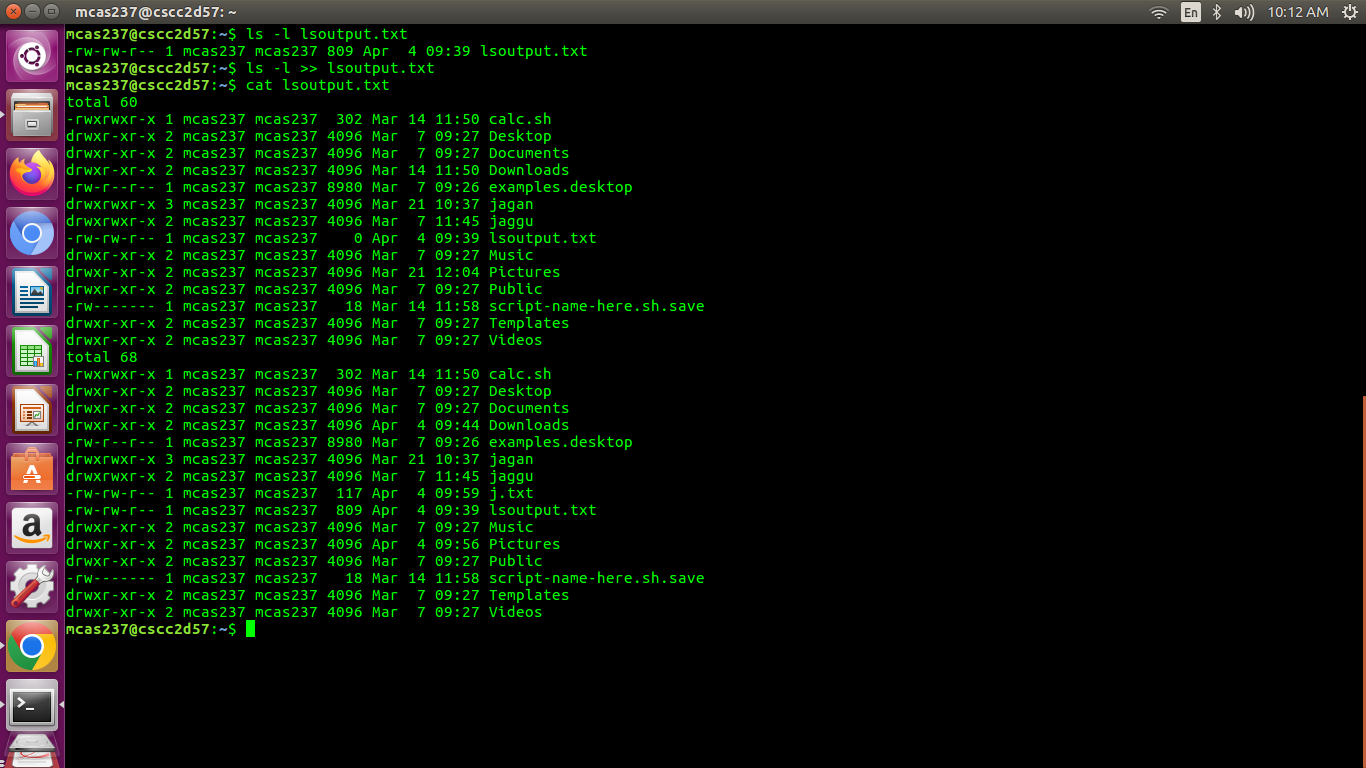 mcas237@cscc2d57: ~
En
10:12 AM
mcas237@cscc2d57:~$ ls -l lsoutput.txt
-rw-rw-r-- 1 mcas237 mcas237 809 Apr  4 09:39 lsoutput.txt
mcas237@cscc2d57:~$ ls -l >> lsoutput.txt
mcas237@cscc2d57:~$ cat lsoutput.txt
total 60
-rwxrwxr-x 1 mcas237 mcas237  302 Mar 14 11:50 calc.sh
drwxr-xr-x 2 mcas237 mcas237 4096 Mar  7 09:27 Desktop
drwxr-xr-x 2 mcas237 mcas237 4096 Mar  7 09:27 Documents
drwxr-xr-x 2 mcas237 mcas237 4096 Mar 14 11:50 Downloads
-rw-r--r-- 1 mcas237 mcas237 8980 Mar  7 09:26 examples.desktop
drwxrwxr-x 3 mcas237 mcas237 4096 Mar 21 10:37 jagan
drwxrwxr-x 2 mcas237 mcas237 4096 Mar  7 11:45 jaggu
-rw-rw-r-- 1 mcas237 mcas237    0 Apr  4 09:39 lsoutput.txt
drwxr-xr-x 2 mcas237 mcas237 4096 Mar  7 09:27 Music
drwxr-xr-x 2 mcas237 mcas237 4096 Mar 21 12:04 Pictures
drwxr-xr-x 2 mcas237 mcas237 4096 Mar  7 09:27 Public
-rw------- 1 mcas237 mcas237   18 Mar 14 11:58 script-name-here.sh.save
drwxr-xr-x 2 mcas237 mcas237 4096 Mar  7 09:27 Templates
drwxr-xr-x 2 mcas237 mcas237 4096 Mar  7 09:27 Videos
total 68
-rwxrwxr-x 1 mcas237 mcas237  302 Mar 14 11:50 calc.sh
drwxr-xr-x 2 mcas237 mcas237 4096 Mar  7 09:27 Desktop
drwxr-xr-x 2 mcas237 mcas237 4096 Mar  7 09:27 Documents
drwxr-xr-x 2 mcas237 mcas237 4096 Apr  4 09:44 Downloads
-rw-r--r-- 1 mcas237 mcas237 8980 Mar  7 09:26 examples.desktop
drwxrwxr-x 3 mcas237 mcas237 4096 Mar 21 10:37 jagan
drwxrwxr-x 2 mcas237 mcas237 4096 Mar  7 11:45 jaggu
-rw-rw-r-- 1 mcas237 mcas237  117 Apr  4 09:59 j.txt
-rw-rw-r-- 1 mcas237 mcas237  809 Apr  4 09:39 lsoutput.txt
drwxr-xr-x 2 mcas237 mcas237 4096 Mar  7 09:27 Music
drwxr-xr-x 2 mcas237 mcas237 4096 Apr  4 09:56 Pictures
drwxr-xr-x 2 mcas237 mcas237 4096 Mar  7 09:27 Public
-rw------- 1 mcas237 mcas237   18 Mar 14 11:58 script-name-here.sh.save
drwxr-xr-x 2 mcas237 mcas237 4096 Mar  7 09:27 Templates
drwxr-xr-x 2 mcas237 mcas237 4096 Mar  7 09:27 Videos
mcas237@cscc2d57:~$